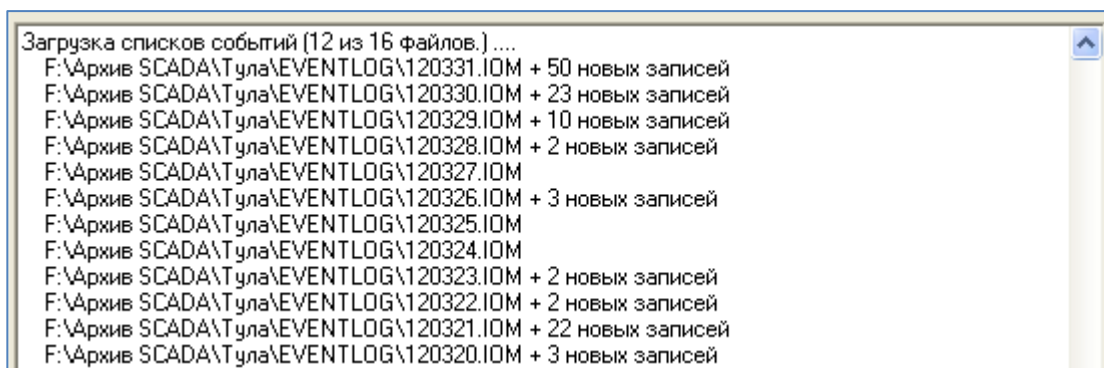 Загрузка списков событий (12 из 16 файлов.) ....
F:\Архив SCADA\Тула\EVENTLOG\120331.IOM + 50 новых записей
F:\Архив SCADA\Тула\EVENTLOG\120330.IOM + 23 новых записей
F:\Архив SCADA\Тула\EVENTLOG\120329.IOM + 10 новых записей
F:\Архив SCADA\Тула\EVENTLOG\120328.IOM + 2 новых записей
F:\Архив SCADA\Тула\EVENTLOG\120327.IOM
F:\Архив SCADA\Тула\EVENTLOG\120326.IOM + 3 новых записей
F:\Архив SCADA\Тула\EVENTLOG\120325.IOM
F:\Архив SCADA\Тула\EVENTLOG\120324.IOM
F:\Архив SCADA\Тула\EVENTLOG\120323.IOM + 2 новых записей
F:\Архив SCADA\Тула\EVENTLOG\120322.IOM + 2 новых записей
F:\Архив SCADA\Тула\EVENTLOG\120321.IOM + 22 новых записей
F:\Архив SCADA\Тула\EVENTLOG\120320.IOM + 3 новых записей